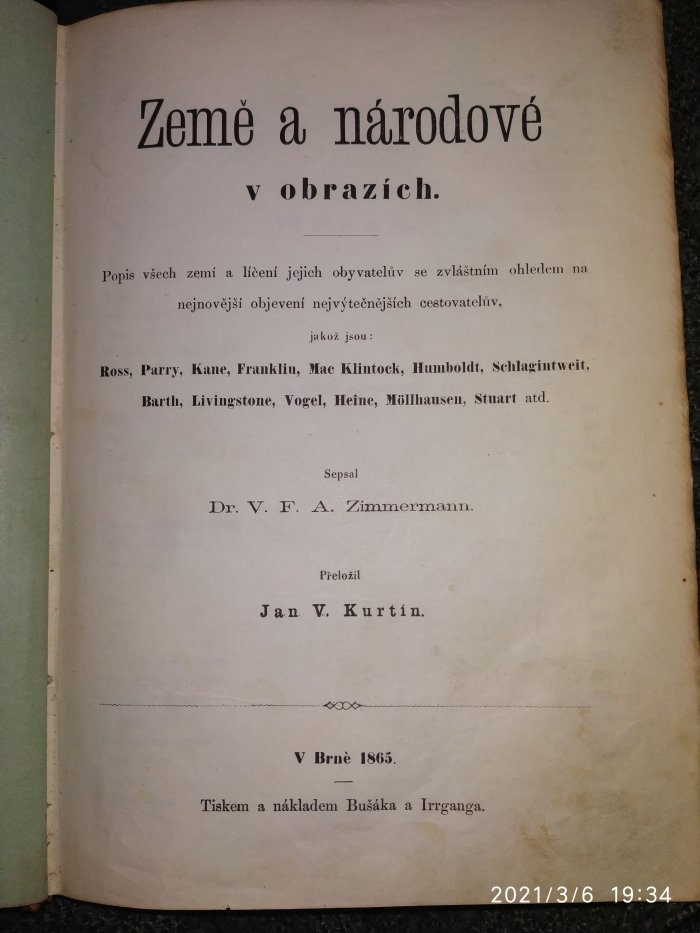 Země a národové
v obrazích.
Popis všech zemí a líčení jejich obyvatelův se zvláštním ohledem na
nejnovější objevení nejvýtečnějších cestovatelův,
jakož jsou:
Ross, Parry, Kane, Franklin, Mac Klintock, Humboldt, Schlagintweit,
Barth, Livingstone, Vogel, Heine, Möllhausen, Stuart atd.
Sepsal
Dr. V. F. A. Zimmermann.
Přeložil
Jan V. Kurtin.
V Brně 1865.
Tiskem a nákladem Bušáka a Irrganga.
2021/3/6 19:34